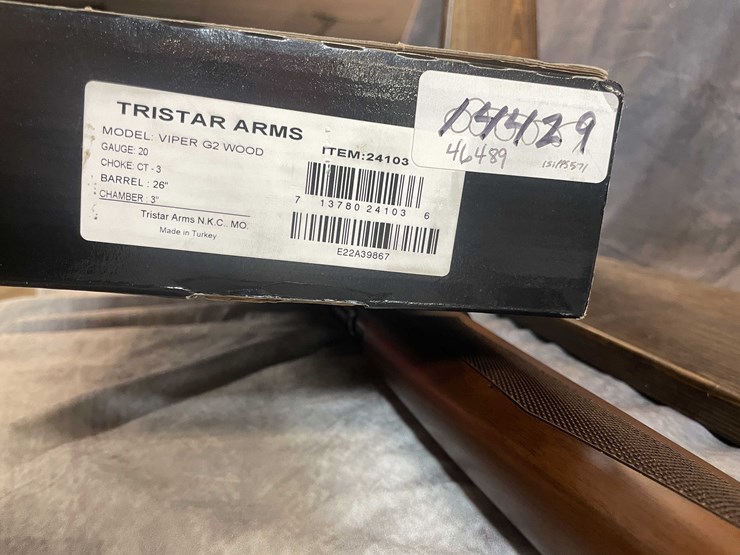 TRISTAR ARMS
MODEL: VIPER G2 WOOD
GAUGE: 20
CHOKE: CT - 3
BARREL : 26"
CHAMBER : 3"
Tristar Arms N.K.C., MO.
Made in Turkey
ITEM:24103
7 13780 24103 6
E22A39867
46489